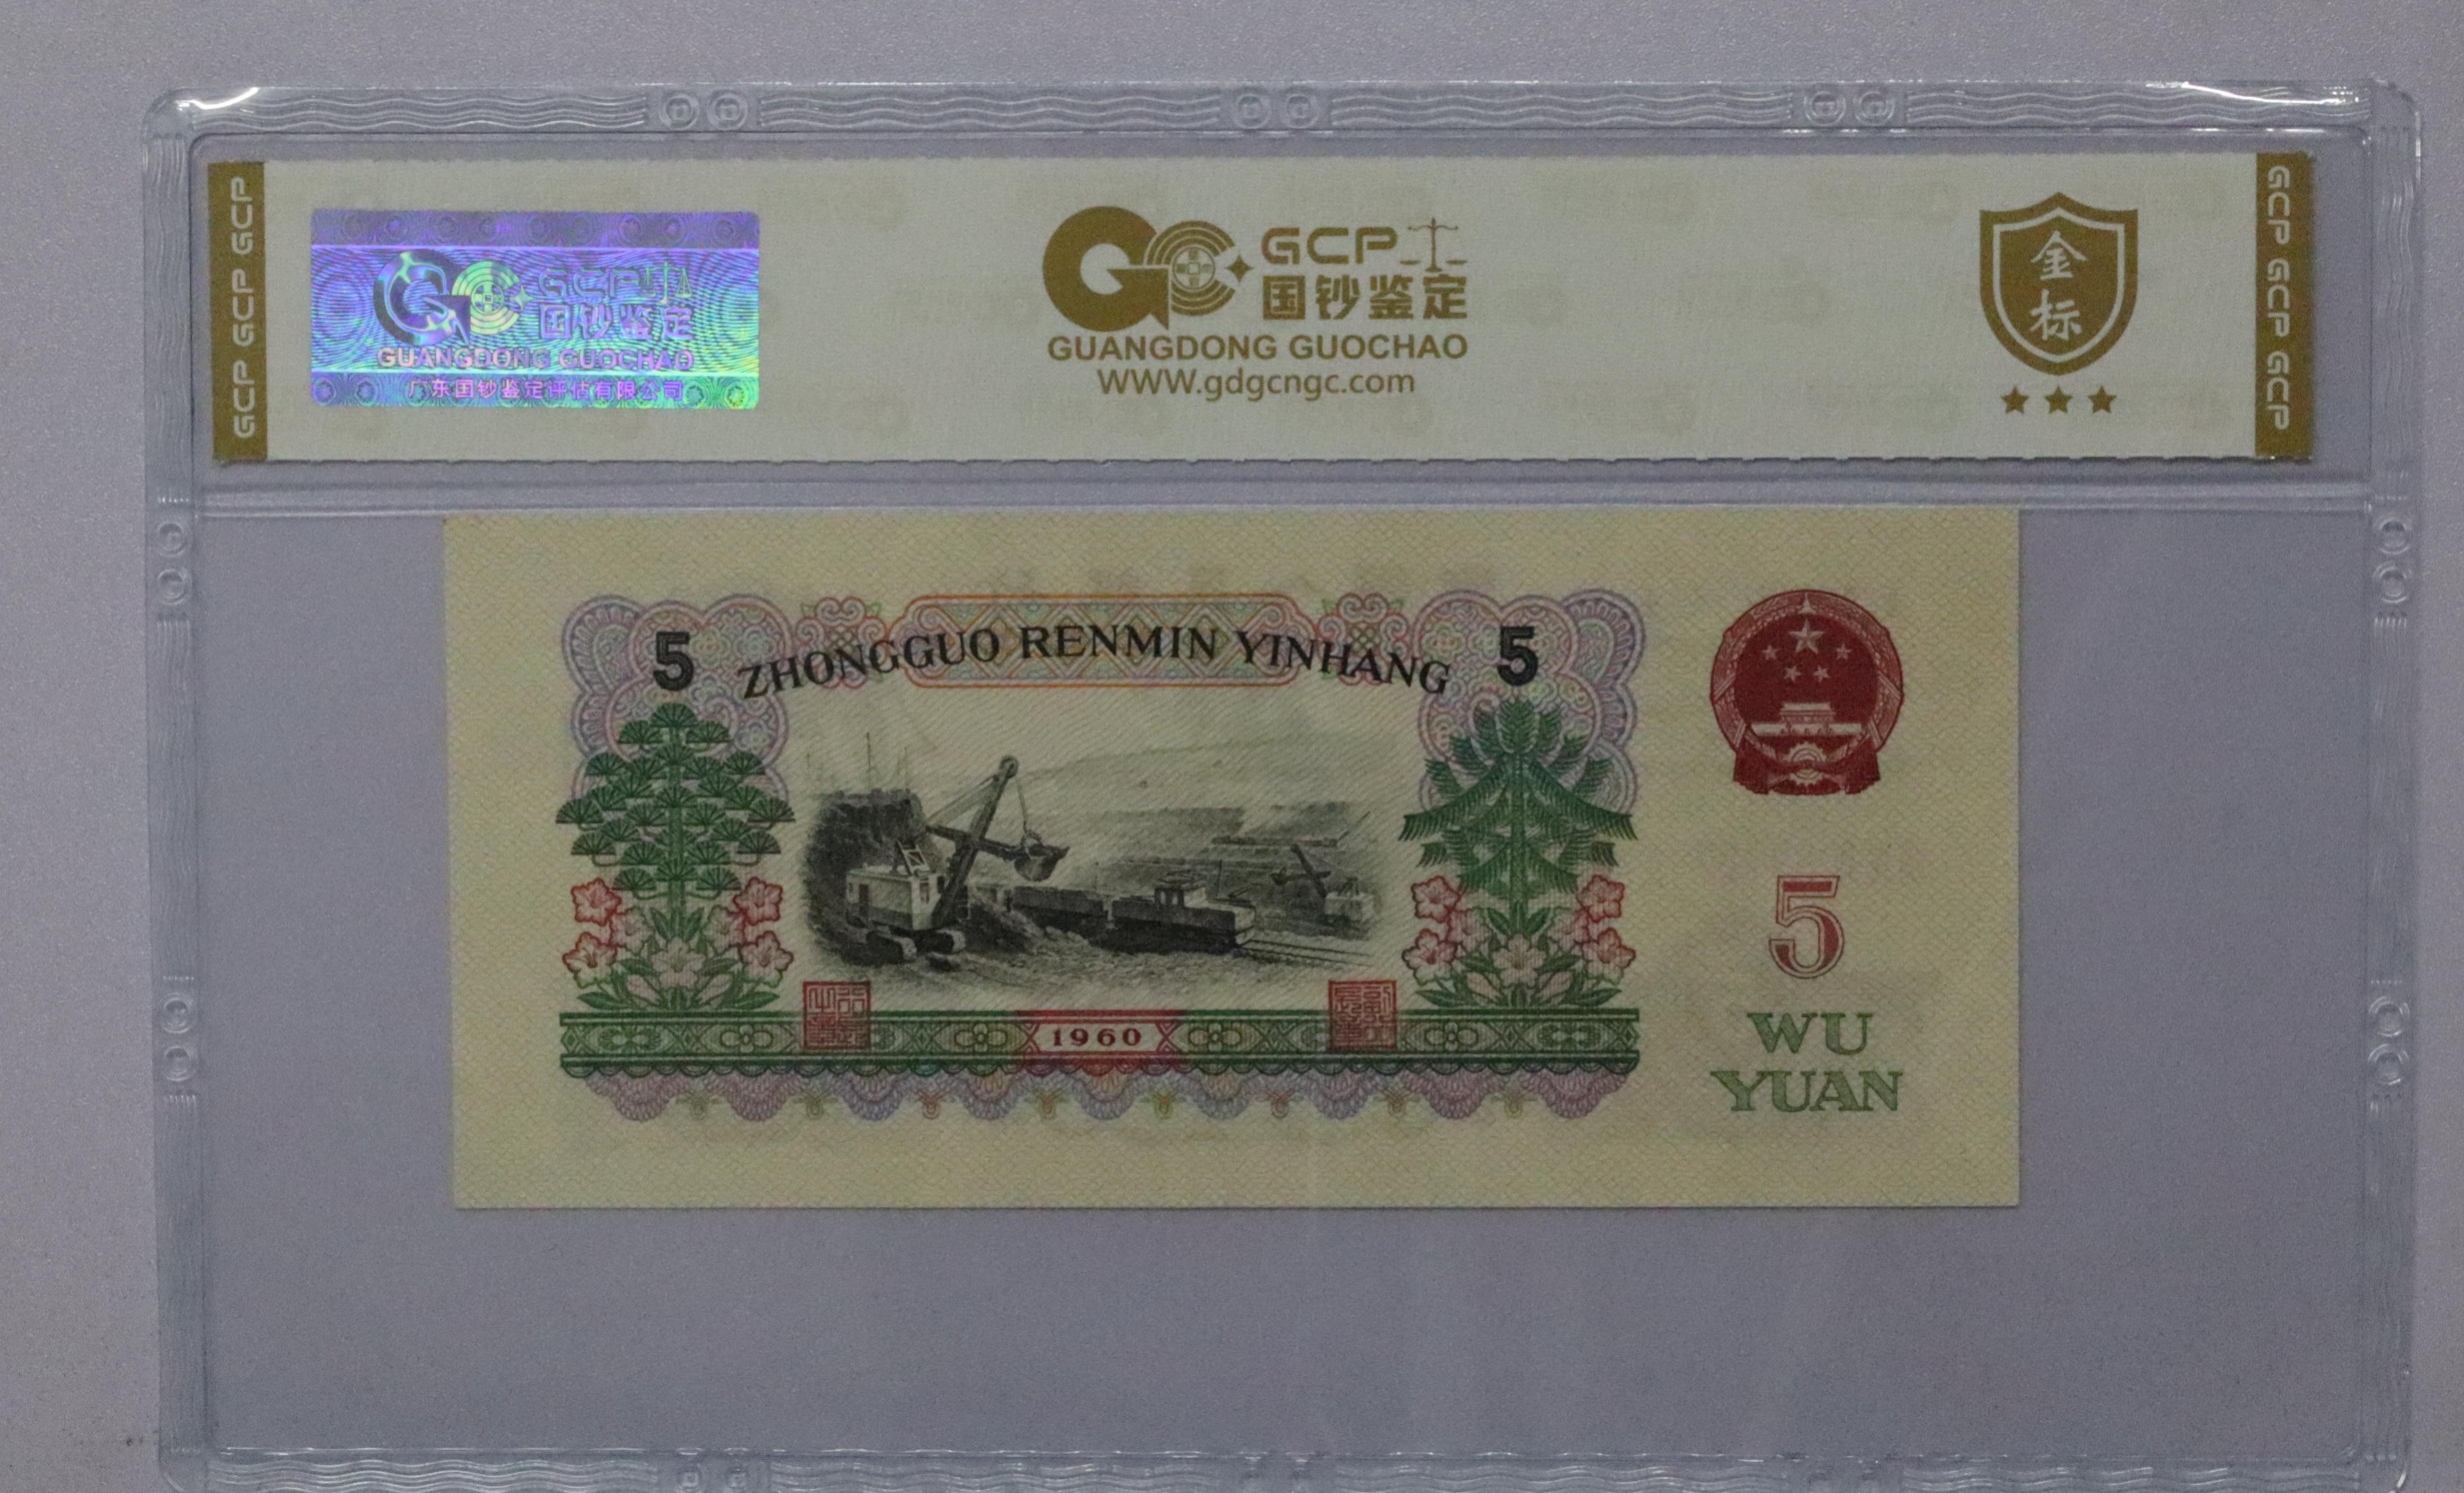 GCP GCP GCP
GCP
国钞鉴定
GUANGDONG GUOCHAO
广东国钞鉴定评估有限公司
GCP
国钞鉴定
GUANGDONG GUOCHAO
WWW.gdgcngc.com
金
标
GCP GCP GCP
5
ZHONGGUO RENMIN YINHANG
5
1960
5
WU
YUAN